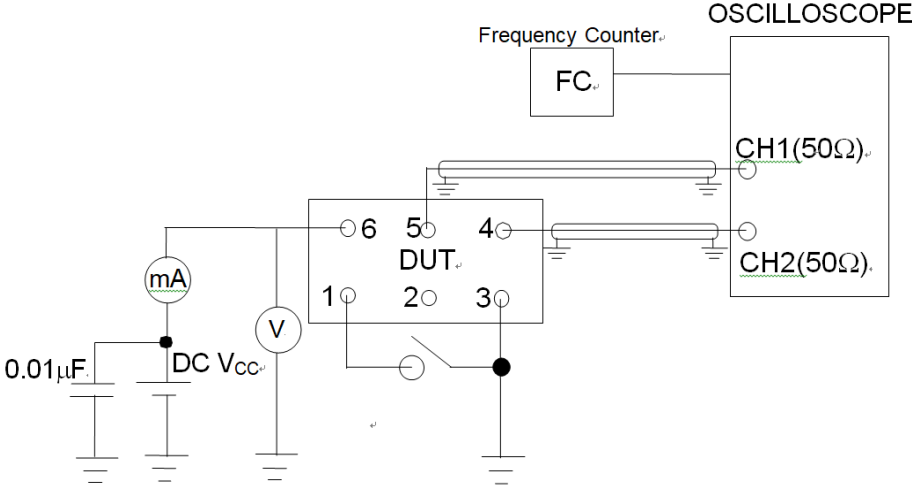 OSCILLOSCOPE
Frequency Counter
FC
CH1(50Ω)
CH2(50Ω)
6
5
4
DUT
1
2
3
mA
V
0.01μF
DC VCC